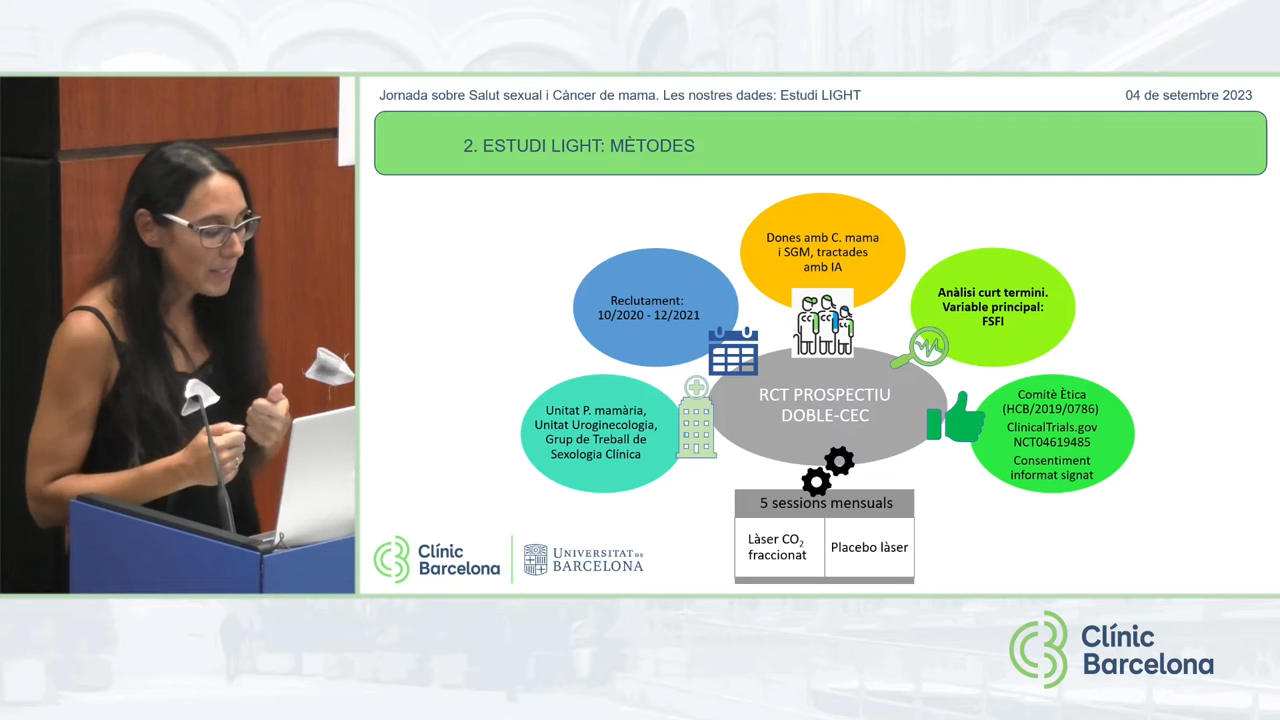 Jornada sobre Salut sexual i Càncer de mama. Les nostres dades: Estudi LIGHT
04 de setembre 2023
2. ESTUDI LIGHT: MÈTODES
Dones amb C. mama
i SGM, tractades
amb IA
Reclutament:
10/2020 - 12/2021
Anàlisi curt termini.
Variable principal:
FSFI
RCT PROSPECTIU
DOBLE-CEC
Unitat P. mamària,
Unitat Uroginecologia,
Grup de Treball de
Sexologia Clínica
Comitè Ètica
(HCB/2019/0786)
ClinicalTrials.gov
NCT04619485
Consentiment
informat signat
5 sessions mensuals
Làser CO₂
fraccionat
Placebo làser
Clínic
Barcelona
UNIVERSITAT DE
BARCELONA
Clínic
Barcelona